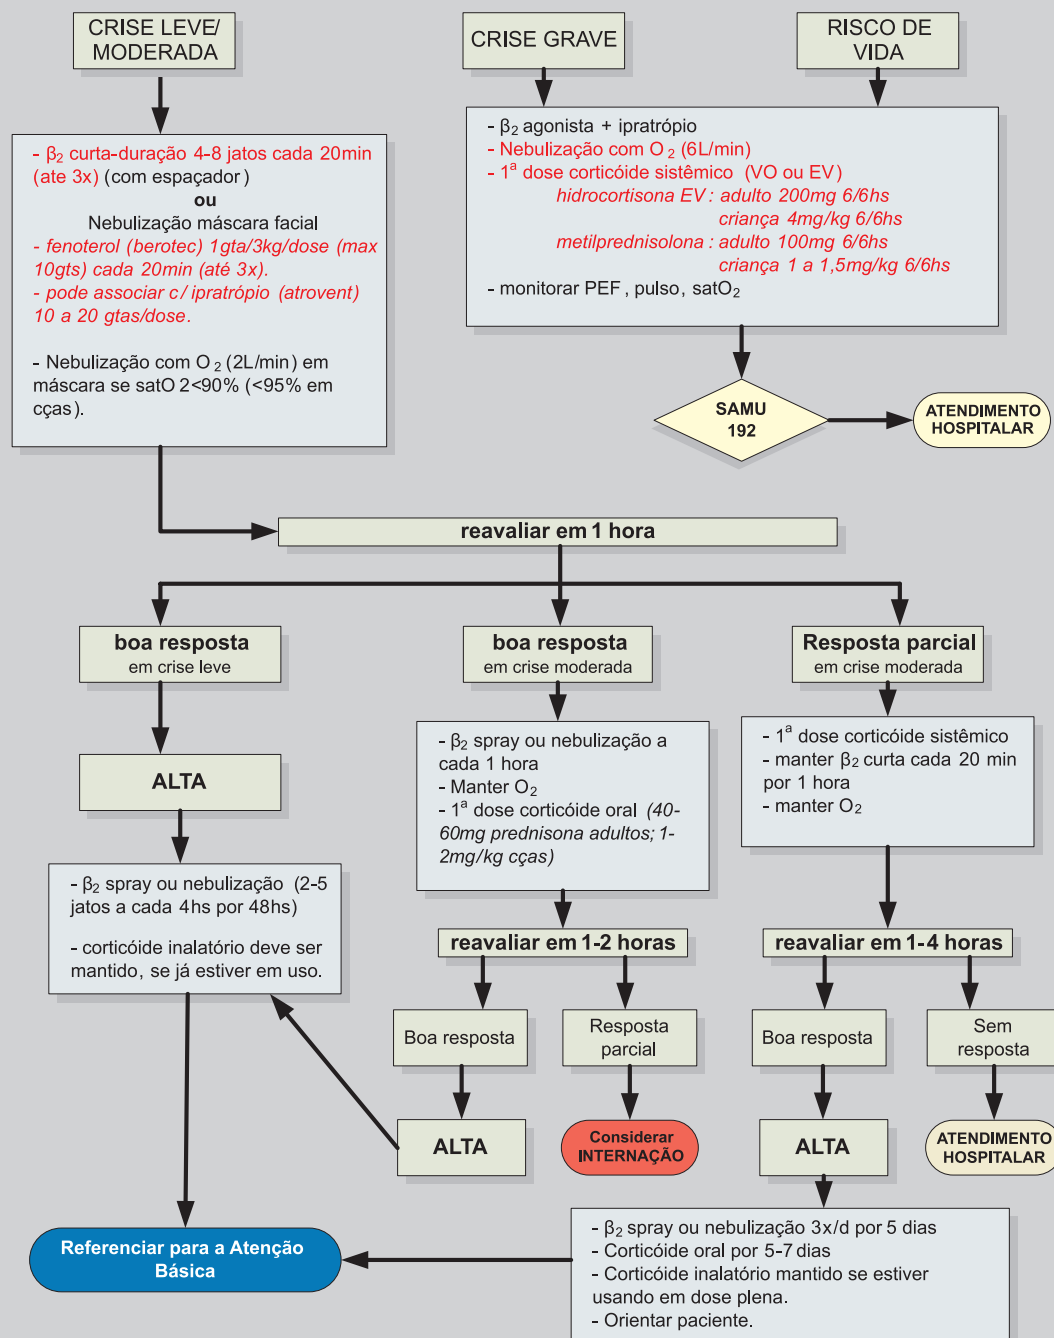 CRISE LEVE/
MODERADA
CRISE GRAVE
RISCO DE
VIDA
- β₂ curta-duração 4-8 jatos cada 20min
(ate 3x) (com espaçador)
ou
Nebulização máscara facial
- fenoterol (berotec) 1gta/3kg/dose (max
10gts) cada 20min (até 3x).
- pode associar c/ ipratrópio (atrovent)
10 a 20 gtas/dose.
- Nebulização com O₂ (2L/min) em
máscara se satO 2<90% (<95% em
cças).
- β₂ agonista + ipratrópio
- Nebulização com O₂ (6L/min)
- 1ª dose corticóide sistêmico (VO ou EV)
hidrocortisona EV : adulto 200mg 6/6hs
criança 4mg/kg 6/6hs
metilprednisolona : adulto 100mg 6/6hs
criança 1 a 1,5mg/kg 6/6hs
- monitorar PEF, pulso, satO₂
SAMU
192
ATENDIMENTO
HOSPITALAR
reavaliar em 1 hora
boa resposta
em crise leve
boa resposta
em crise moderada
Resposta parcial
em crise moderada
ALTA
- β₂ spray ou nebulização a
cada 1 hora
- Manter O₂
- 1ª dose corticóide oral (40-
60mg prednisona adultos; 1-
2mg/kg cças)
- 1ª dose corticóide sistêmico
- manter β₂ curta cada 20 min
por 1 hora
- manter O₂
- β₂ spray ou nebulização (2-5
jatos a cada 4hs por 48hs)
- corticóide inalatório deve ser
mantido, se já estiver em uso.
reavaliar em 1-2 horas
reavaliar em 1-4 horas
Boa resposta
Resposta
parcial
Boa resposta
Sem
resposta
ALTA
Considerar
INTERNAÇÃO
ALTA
ATENDIMENTO
HOSPITALAR
Referenciar para a Atenção
Básica
- β₂ spray ou nebulização 3x/d por 5 dias
- Corticóide oral por 5-7 dias
- Corticóide inalatório mantido se estiver
usando em dose plena.
- Orientar paciente.